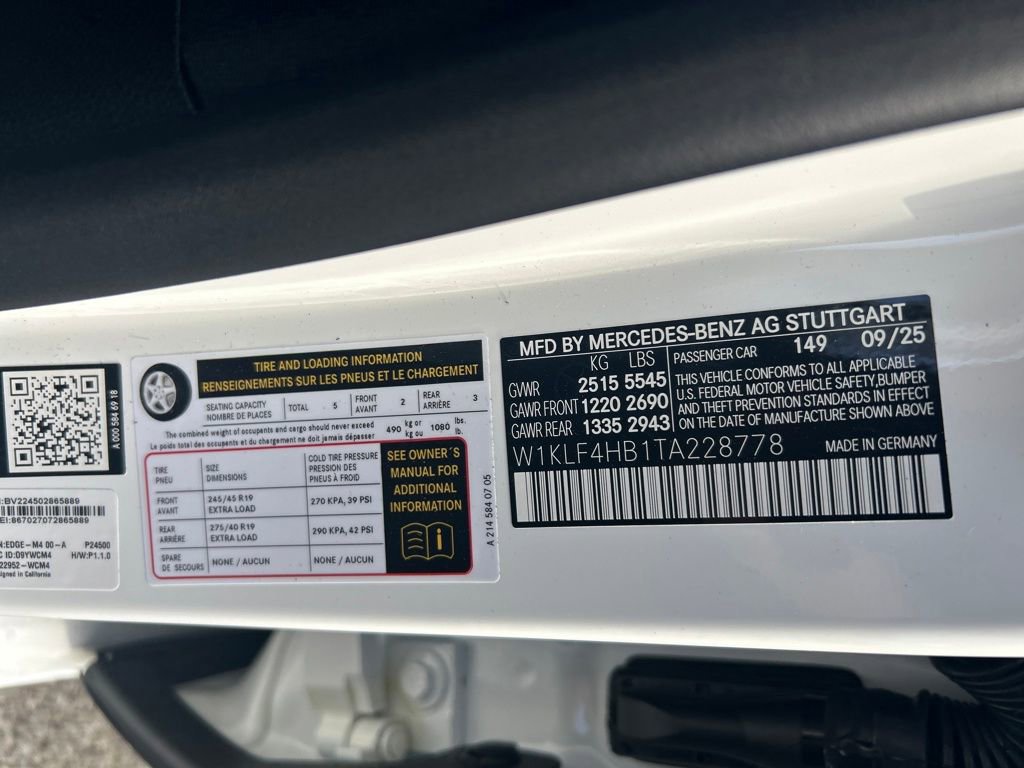 A 000 584 69 18
:BV224502865889
EI:867027072865889
N:EDGE-M4 00-A P24500
C ID:D9YWCM4 H/W:P1.1.0
22952-WCM4
signed in California
TIRE AND LOADING INFORMATION
RENSEIGNEMENTS SUR LES PNEUS ET LE CHARGEMENT
SEATING CAPACITY
NOMBRE DE PLACES
TOTAL 5
FRONT
AVANT
2
REAR
ARRIÈRE
3
The combined weight of occupants and cargo should never exceed
Le poids total des occupants et du chargement ne doit jamais dépasser
490 kg or
kg ou
1080 lbs.
lb.
TIRE
PNEU
SIZE
DIMENSIONS
COLD TIRE PRESSURE
PRESSION DES
PNEUS À FROID
FRONT
AVANT
245/45 R19
EXTRA LOAD
270 KPA, 39 PSI
REAR
ARRIÈRE
275/40 R19
EXTRA LOAD
290 KPA, 42 PSI
SPARE
DE SECOURS
NONE / AUCUN
NONE / AUCUN
SEE OWNER´S
MANUAL FOR
ADDITIONAL
INFORMATION
A 214 584 07 05
MFD BY MERCEDES-BENZ AG STUTTGART
KG LBS
GVWR 2515 5545
GAWR FRONT 1220 2690
GAWR REAR 1335 2943
PASSENGER CAR 149 09/25
THIS VEHICLE CONFORMS TO ALL APPLICABLE
U.S. FEDERAL MOTOR VEHICLE SAFETY,BUMPER
AND THEFT PREVENTION STANDARDS IN EFFECT
ON THE DATE OF MANUFACTURE SHOWN ABOVE
W1KLF4HB1TA228778 MADE IN GERMANY